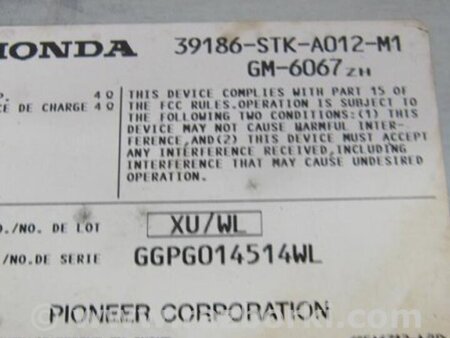 HONDA 39186-STK-A012-M1
GM-6067 ZH
P. 4Ω
CE DE CHARGE 4Ω
THIS DEVICE COMPLIES WITH PART 15 OF
THE FCC RULES.OPERATION IS SUBJECT TO
THE FOLLOWING TWO CONDITIONS:(1) THIS
DEVICE MAY NOT CAUSE HARMFUL INTER-
FERENCE,AND(2) THIS DEVICE MUST ACCEPT
ANY INTERFERENCE RECEIVED,INCLUDING
INTERFERENCE THAT MAY CAUSE UNDESIRED
OPERATION.
O./NO. DE LOT XU/WL
O./NO.DE SERIE GGPG014514WL
PIONEER CORPORATION